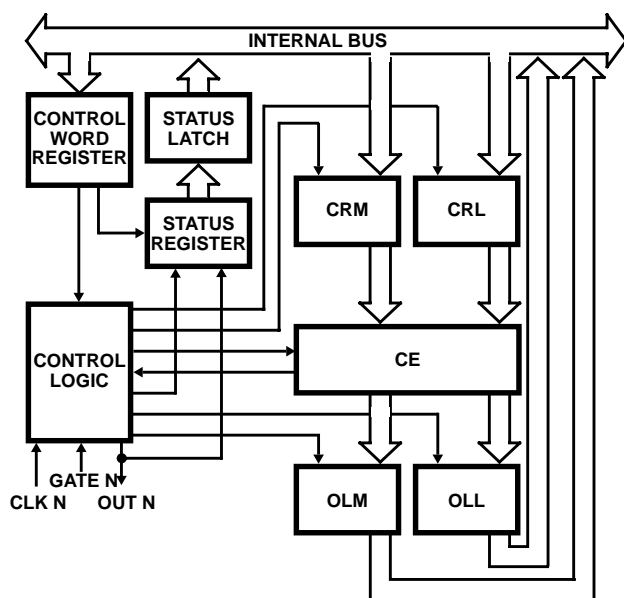 INTERNAL BUS
CONTROL
WORD
REGISTER
STATUS
LATCH
STATUS
REGISTER
CRM
CRL
CONTROL
LOGIC
CE
GATE N
CLK N
OUT N
OLM
OLL